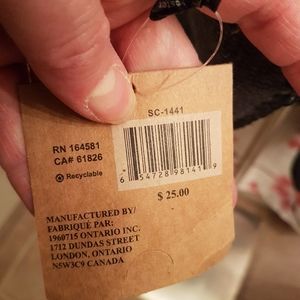 SC-1441
RN 164581
CA# 61826
Recyclable
6 54728 98141 9
$ 25.00
MANUFACTURED BY/
FABRIQUÉ PAR:
1960715 ONTARIO INC.
1712 DUNDAS STREET
LONDON, ONTARIO
N5W3C9 CANADA